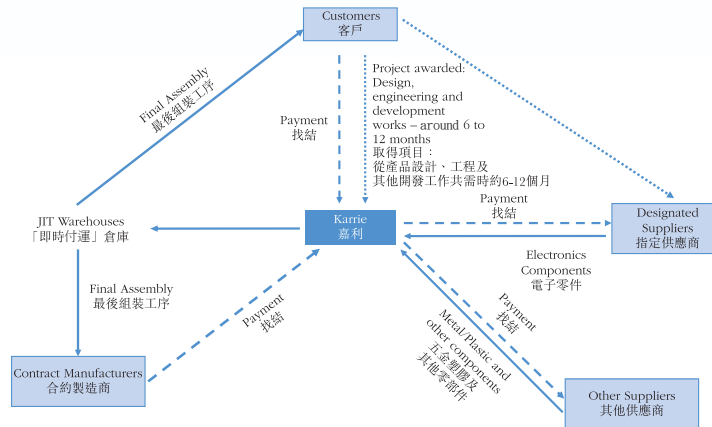 Customers
客戶
Final Assembly
最後組裝工序
Payment
找結
Project awarded:
Design,
engineering and
development
works – around 6 to
12 months
取得項目：
從產品設計、工程及
其他開發工作共需時約6-12個月
JIT Warehouses
「即時付運」倉庫
Karrie
嘉利
Payment
找結
Designated
Suppliers
指定供應商
Electronics
Components
電子零件
Final Assembly
最後組裝工序
Payment
找結
Payment
找結
Metal/Plastic and
other components
五金塑膠及
其他零部件
Contract Manufacturers
合約製造商
Other Suppliers
其他供應商